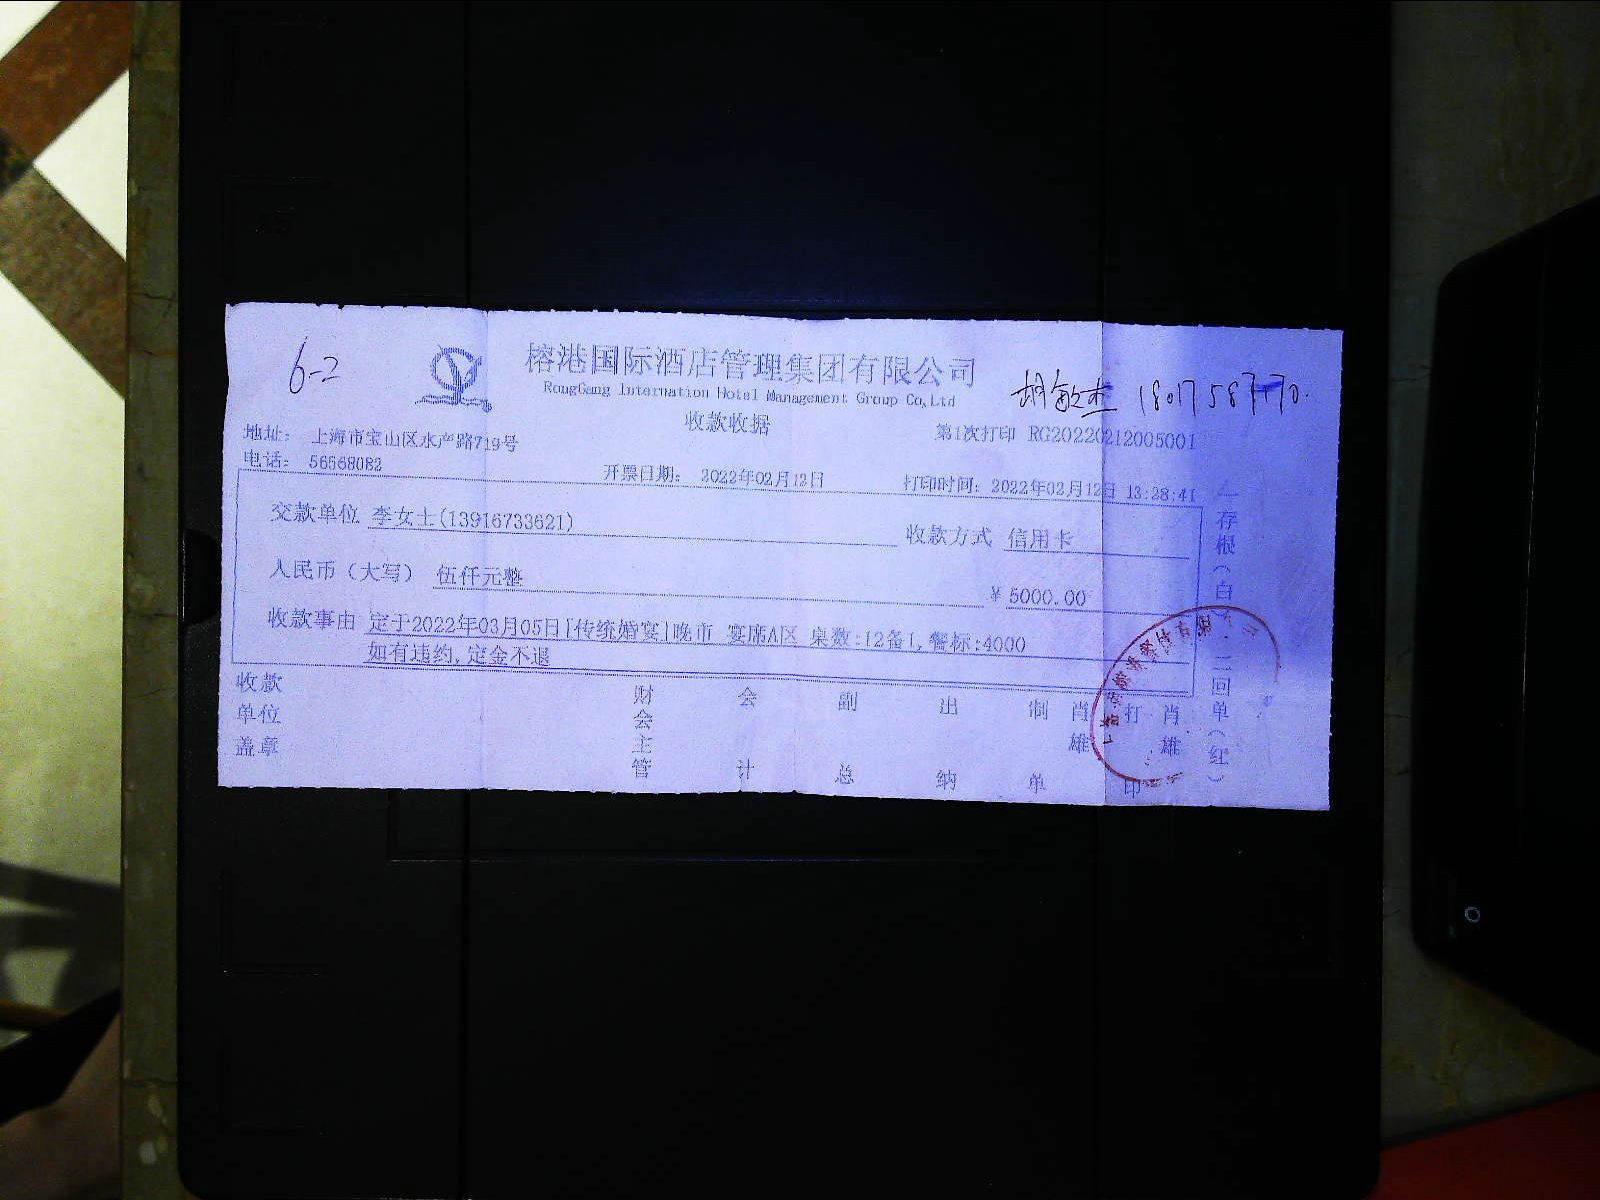 6-2
榕港国际酒店管理集团有限公司
RongGang Internation Hotel Management Group Co,Ltd
胡敏杰
收款收据
第1次打印 RG20220212005001
地址： 上海市宝山区水产路719号
电话： 56568082
开票日期： 2022年02月12日
打印时间：2022年02月12日 13:28:41
交款单位 李女士(13916733621)
收款方式 信用卡
人民币（大写） 伍仟元整
￥5000.00
收款事由 定于2022年03月05日[传统婚宴]晚市 宴席A区 桌数:12备1,餐标:4000
如有违约,定金不退
收款单位盖章
财会主管
会计
副总
出纳
制单
肖雄
打印
肖雄
一存根（白）．二回单（红）